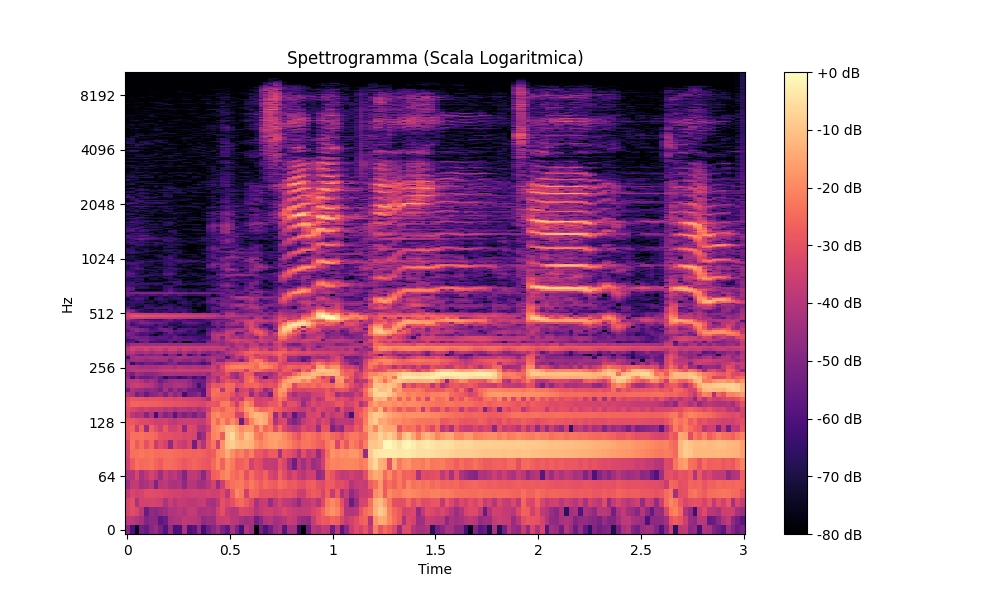 Spettrogramma (Scala Logaritmica)
Hz
8192
4096
2048
1024
512
256
128
64
0
0 0.5 1 1.5 2 2.5 3
Time
+0 dB
-10 dB
-20 dB
-30 dB
-40 dB
-50 dB
-60 dB
-70 dB
-80 dB